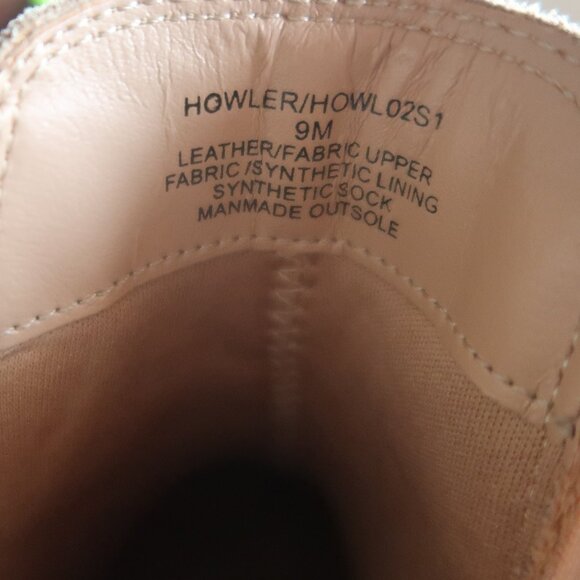 HOWLER/HOWL02S1
9M
LEATHER/FABRIC UPPER
FABRIC/SYNTHETIC LINING
SYNTHETIC SOCK
MANMADE OUTSOLE